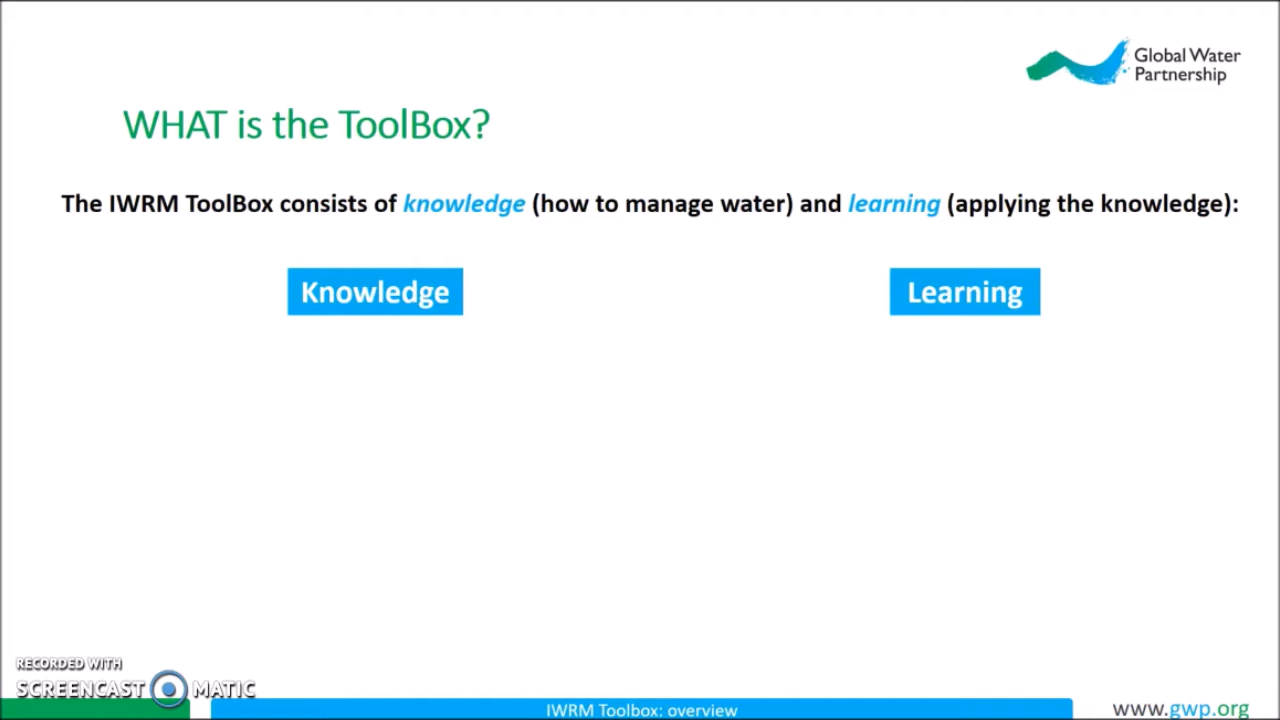 Global Water
Partnership
WHAT is the ToolBox?
The IWRM ToolBox consists of knowledge (how to manage water) and learning (applying the knowledge):
Knowledge
Learning
RECORDED WITH
SCREENCAST MATIC
IWRM Toolbox: overview
www.gwp.org